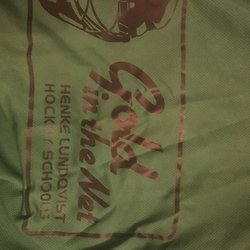 Gold
in the Net
HENKE LUNDQVIST
HOCKEY SCHOOLS